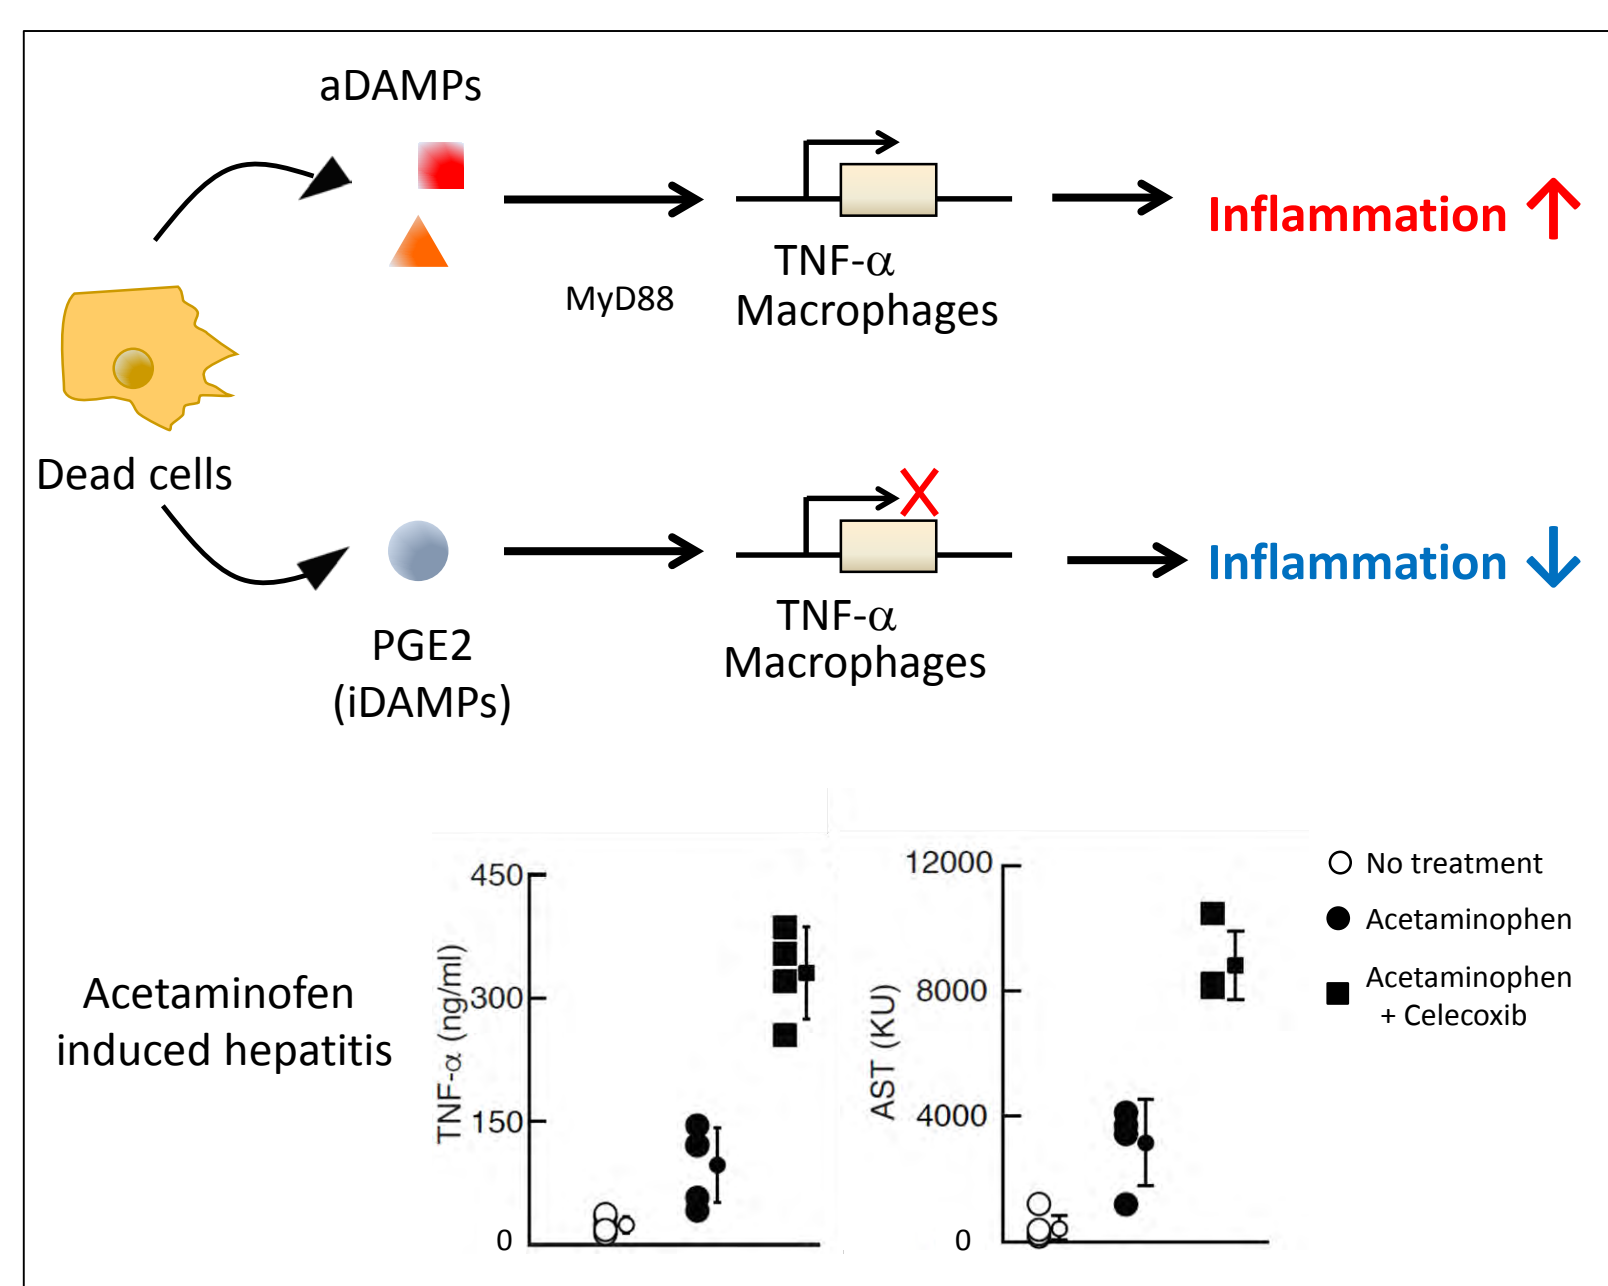 aDAMPs
MyD88
TNF-α
Macrophages
Inflammation
Dead cells
PGE2
(iDAMPs)
TNF-α
Macrophages
Inflammation
Acetaminofen
induced hepatitis
TNF-α (ng/ml)
450
300
150
0
AST (KU)
12000
8000
4000
0
No treatment
Acetaminophen
Acetaminophen
+ Celecoxib